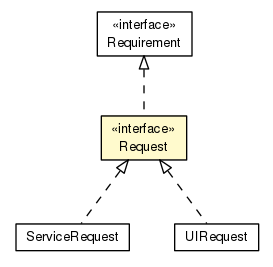 «interface»
Requirement
«interface»
Request
ServiceRequest
UIRequest